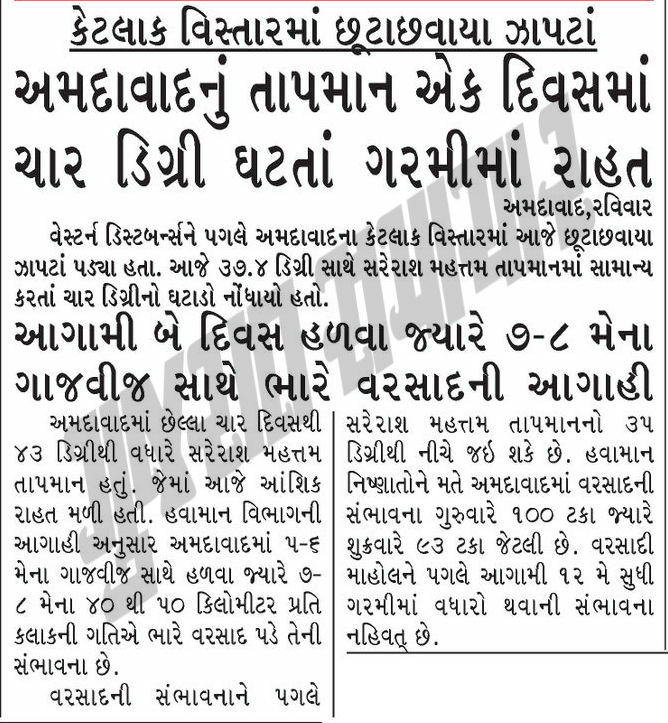 કેટલાક વિસ્તારમાં છૂટાછવાયા ઝાપટાં
અમદાવાદનું તાપમાન એક દિવસમાં
ચાર ડિગ્રી ઘટતાં ગરમીમાં રાહત
અમદાવાદ,રવિવાર
વેસ્ટર્ન ડિસ્ટબર્ન્સને પગલે અમદાવાદના કેટલાક વિસ્તારમાં આજે છૂટાછવાયા
ઝાપટાં પડ્યા હતા. આજે ૩૭.૪ ડિગ્રી સાથે સરેરાશ મહત્તમ તાપમાનમાં સામાન્ય
કરતાં ચાર ડિગ્રીનો ઘટાડો નોંધાયો હતો.
આગામી બે દિવસ હળવા જ્યારે ૭-૮ મેના
ગાજવીજ સાથે ભારે વરસાદની આગાહી
અમદાવાદમાં છેલ્લા ચાર દિવસથી
૪૩ ડિગ્રીથી વધારે સરેરાશ મહત્તમ
તાપમાન હતું. જેમાં આજે આંશિક
રાહત મળી હતી. હવામાન વિભાગની
આગાહી અનુસાર અમદાવાદમાં ૫-૬
મેના ગાજવીજ સાથે હળવા જ્યારે ૭-
૮ મેના ૪૦ થી ૫૦ કિલોમીટર પ્રતિ
કલાકની ગતિએ ભારે વરસાદ પડે તેની
સંભાવના છે.
વરસાદની સંભાવનાને પગલે
સરેરાશ મહત્તમ તાપમાનનો ૩૫
ડિગ્રીથી નીચે જઇ શકે છે. હવામાન
નિષ્ણાતોને મતે અમદાવાદમાં વરસાદની
સંભાવના ગુરુવારે ૧૦૦ ટકા જ્યારે
શુક્રવારે ૯૩ ટકા જેટલી છે. વરસાદી
માહોલને પગલે આગામી ૧૨ મે સુધી
ગરમીમાં વધારો થવાની સંભાવના
નહિવત્ છે.
ગુજરાત સમાચાર